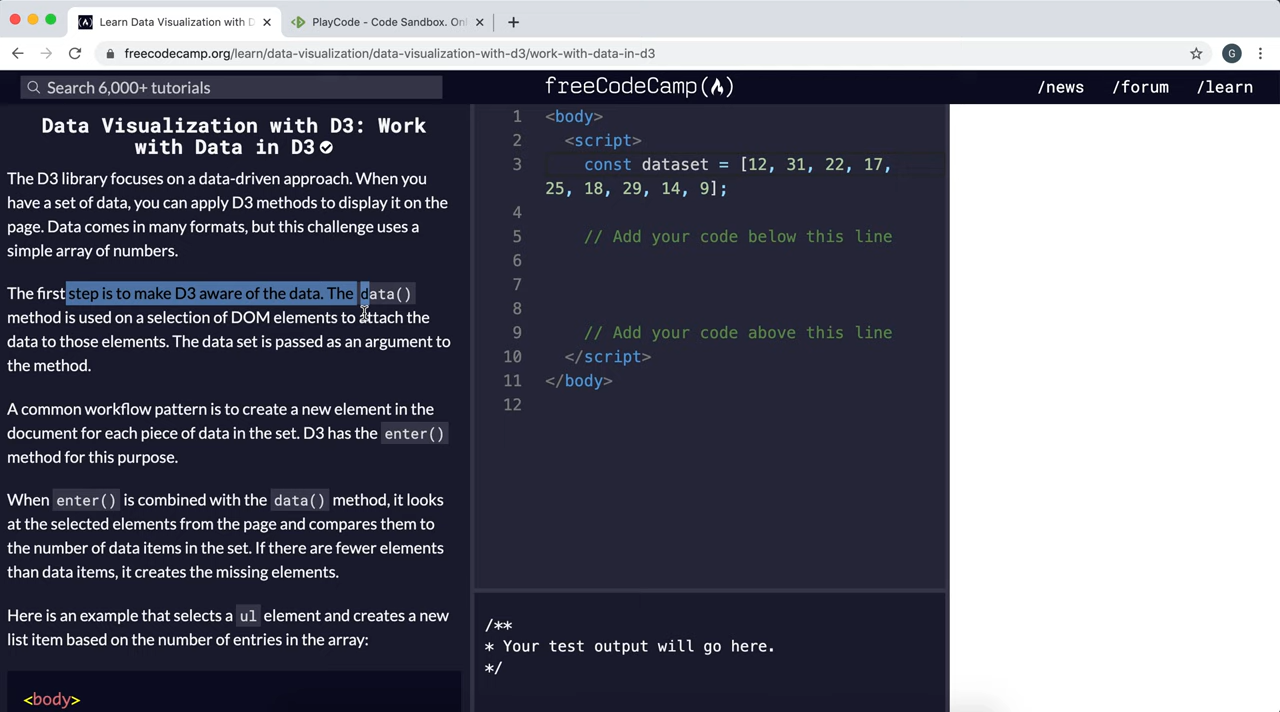 Learn Data Visualization with D
PlayCode - Code Sandbox. Onl
freecodecamp.org/learn/data-visualization/data-visualization-with-d3/work-with-data-in-d3
G
Search 6,000+ tutorials
freeCodeCamp
/news
/forum
/learn
Data Visualization with D3: Work
with Data in D3
The D3 library focuses on a data-driven approach. When you
have a set of data, you can apply D3 methods to display it on the
page. Data comes in many formats, but this challenge uses a
simple array of numbers.
The first step is to make D3 aware of the data. The data()
method is used on a selection of DOM elements to attach the
data to those elements. The data set is passed as an argument to
the method.
A common workflow pattern is to create a new element in the
document for each piece of data in the set. D3 has the enter()
method for this purpose.
When enter() is combined with the data() method, it looks
at the selected elements from the page and compares them to
the number of data items in the set. If there are fewer elements
than data items, it creates the missing elements.
Here is an example that selects a ul element and creates a new
list item based on the number of entries in the array:
<body>
1 <body>
2 <script>
3 const dataset = [12, 31, 22, 17,
25, 18, 29, 14, 9];
4
5 // Add your code below this line
6
7
8
9 // Add your code above this line
10 </script>
11 </body>
12
/**
* Your test output will go here.
*/